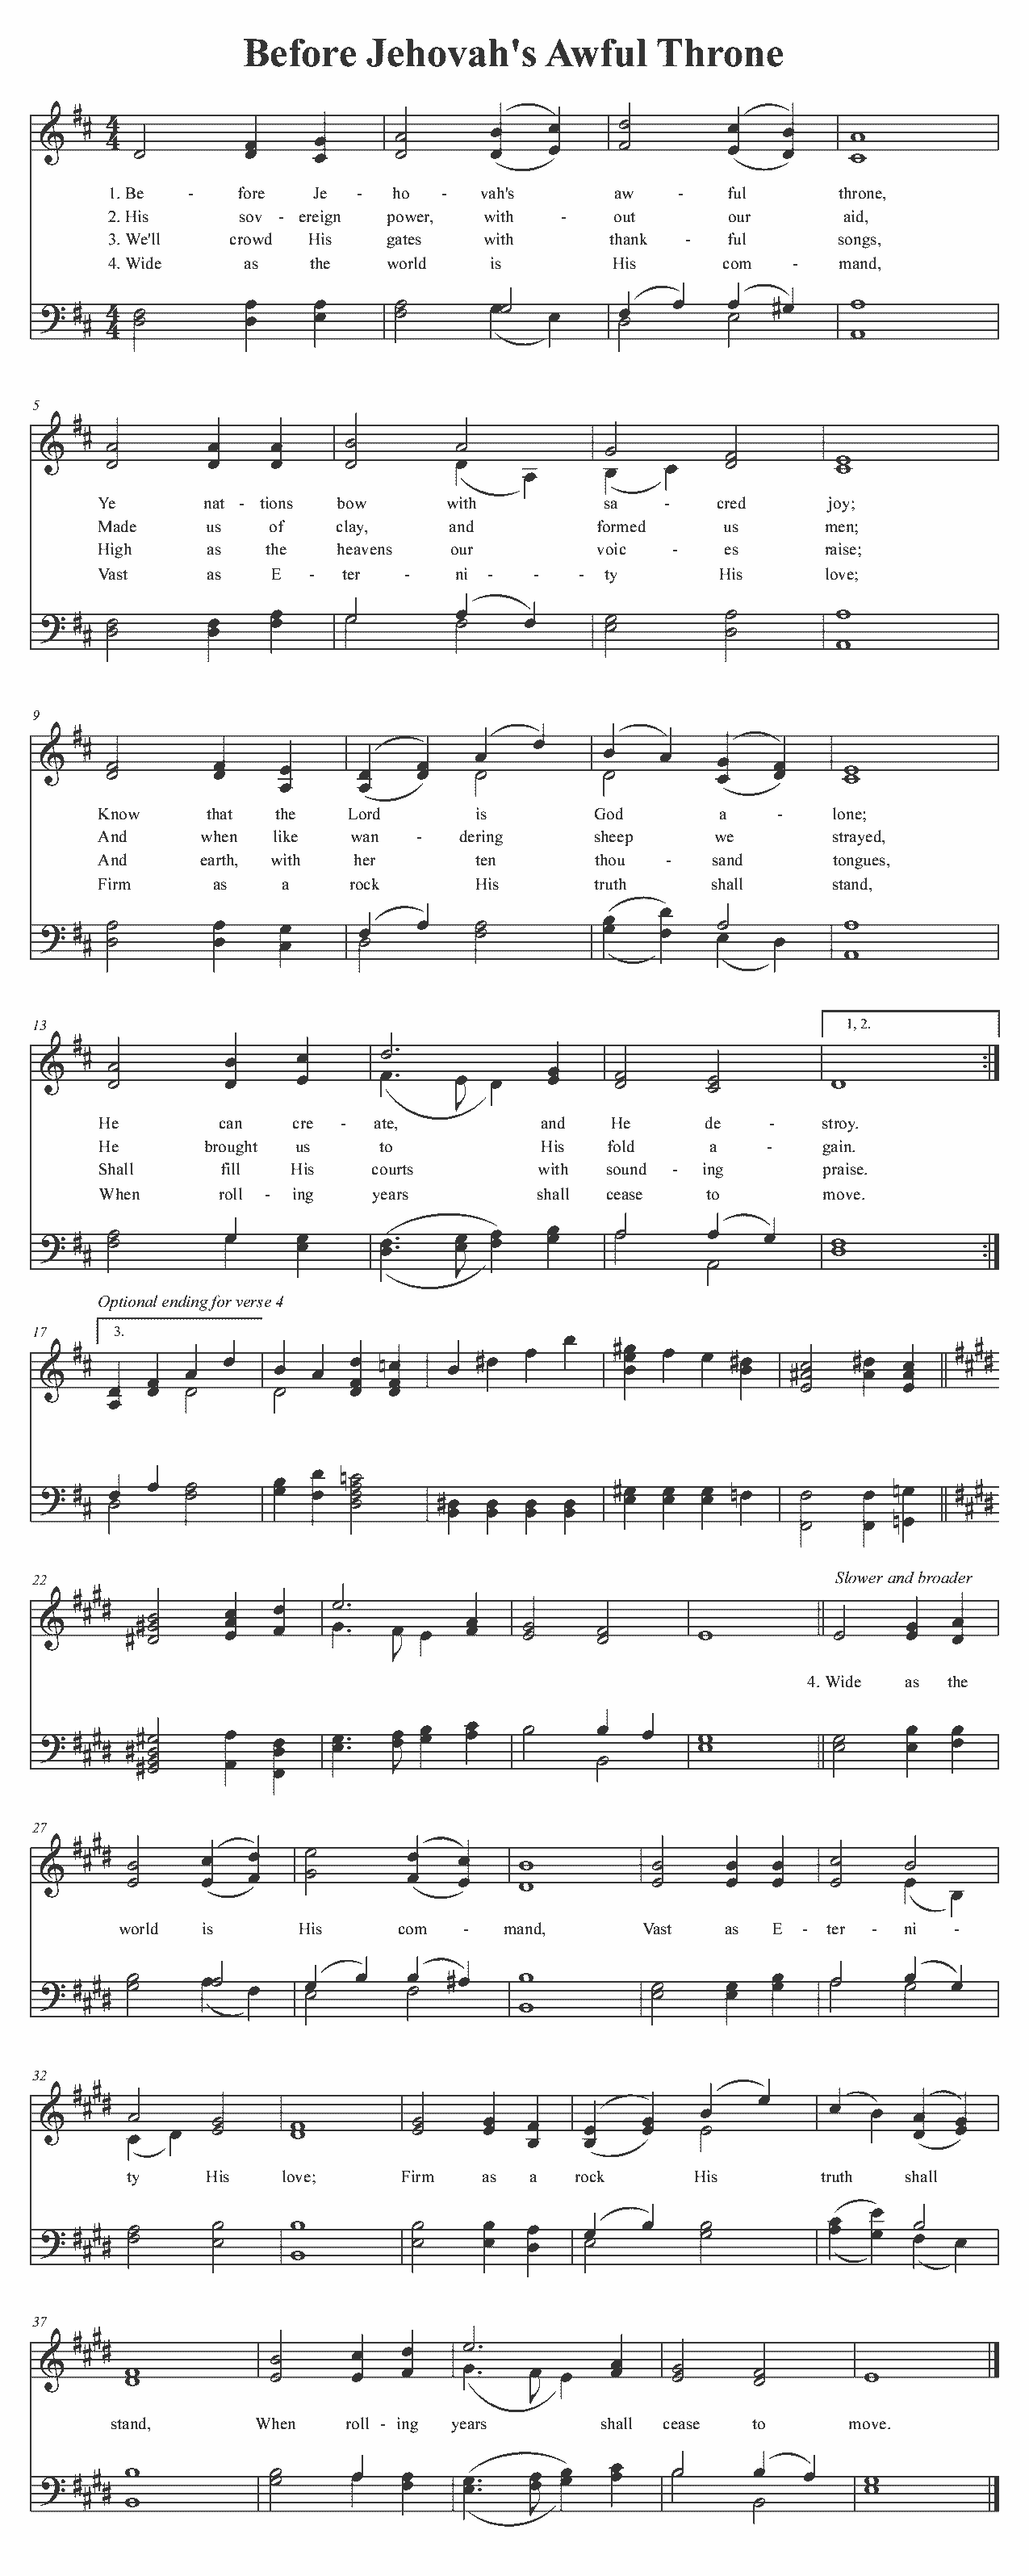 Before Jehovah's Awful Throne
1. Be - fore Je - ho - vah's aw - ful throne,
2. His sov - ereign power, with - out our aid,
3. We'll crowd His gates with thank - ful songs,
4. Wide as the world is His com - mand,
5
Ye nat - tions bow with sa - cred joy;
Made us of clay, and formed us men;
High as the heavens our voic - es raise;
Vast as E - ter - ni - - - ty His love;
9
Know that the Lord is God a - lone;
And when like wan - dering sheep we strayed,
And earth, with her ten thou - sand tongues,
Firm as a rock His truth shall stand,
13 1, 2.
He can cre - ate, and He de - stroy.
He brought us to His fold a - gain.
Shall fill His courts with sound - ing praise.
When roll - ing years shall cease to move.
Optional ending for verse 4
17 3.
22 Slower and broader
4. Wide as the
27
world is His com - mand, Vast as E - ter - ni -
32
ty His love; Firm as a rock His truth shall
37
stand, When roll - ing years shall cease to move.